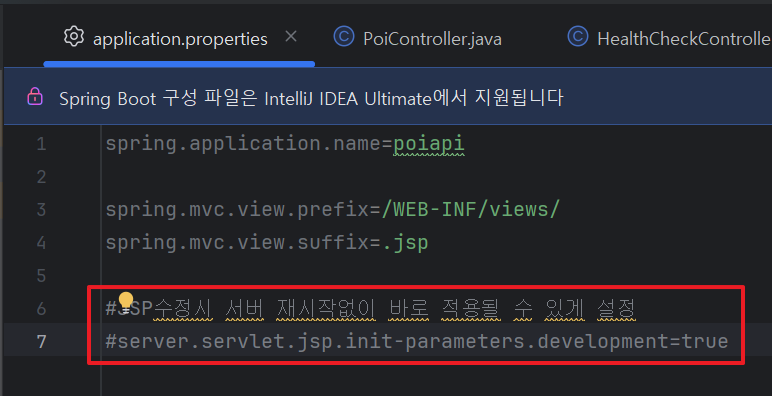 application.properties
PoiController.java
HealthCheckControlle
Spring Boot 구성 파일은 IntelliJ IDEA Ultimate에서 지원됩니다
1 spring.application.name=poiapi
2
3 spring.mvc.view.prefix=/WEB-INF/views/
4 spring.mvc.view.suffix=.jsp
5
6 #JSP수정시 서버 재시작없이 바로 적용될 수 있게 설정
7 #server.servlet.jsp.init-parameters.development=true